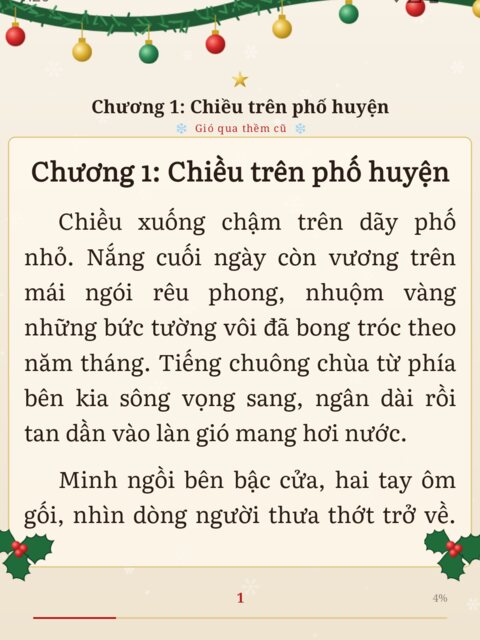 Chương 1: Chiều trên phố huyện
Gió qua thềm cũ
Chương 1: Chiều trên phố huyện
Chiều xuống chậm trên dãy phố
nhỏ. Nắng cuối ngày còn vương trên
mái ngói rêu phong, nhuộm vàng
những bức tường vôi đã bong tróc theo
năm tháng. Tiếng chuông chùa từ phía
bên kia sông vọng sang, ngân dài rồi
tan dần vào làn gió mang hơi nước.
Minh ngồi bên bậc cửa, hai tay ôm
gối, nhìn dòng người thưa thớt trở về.
1
4%